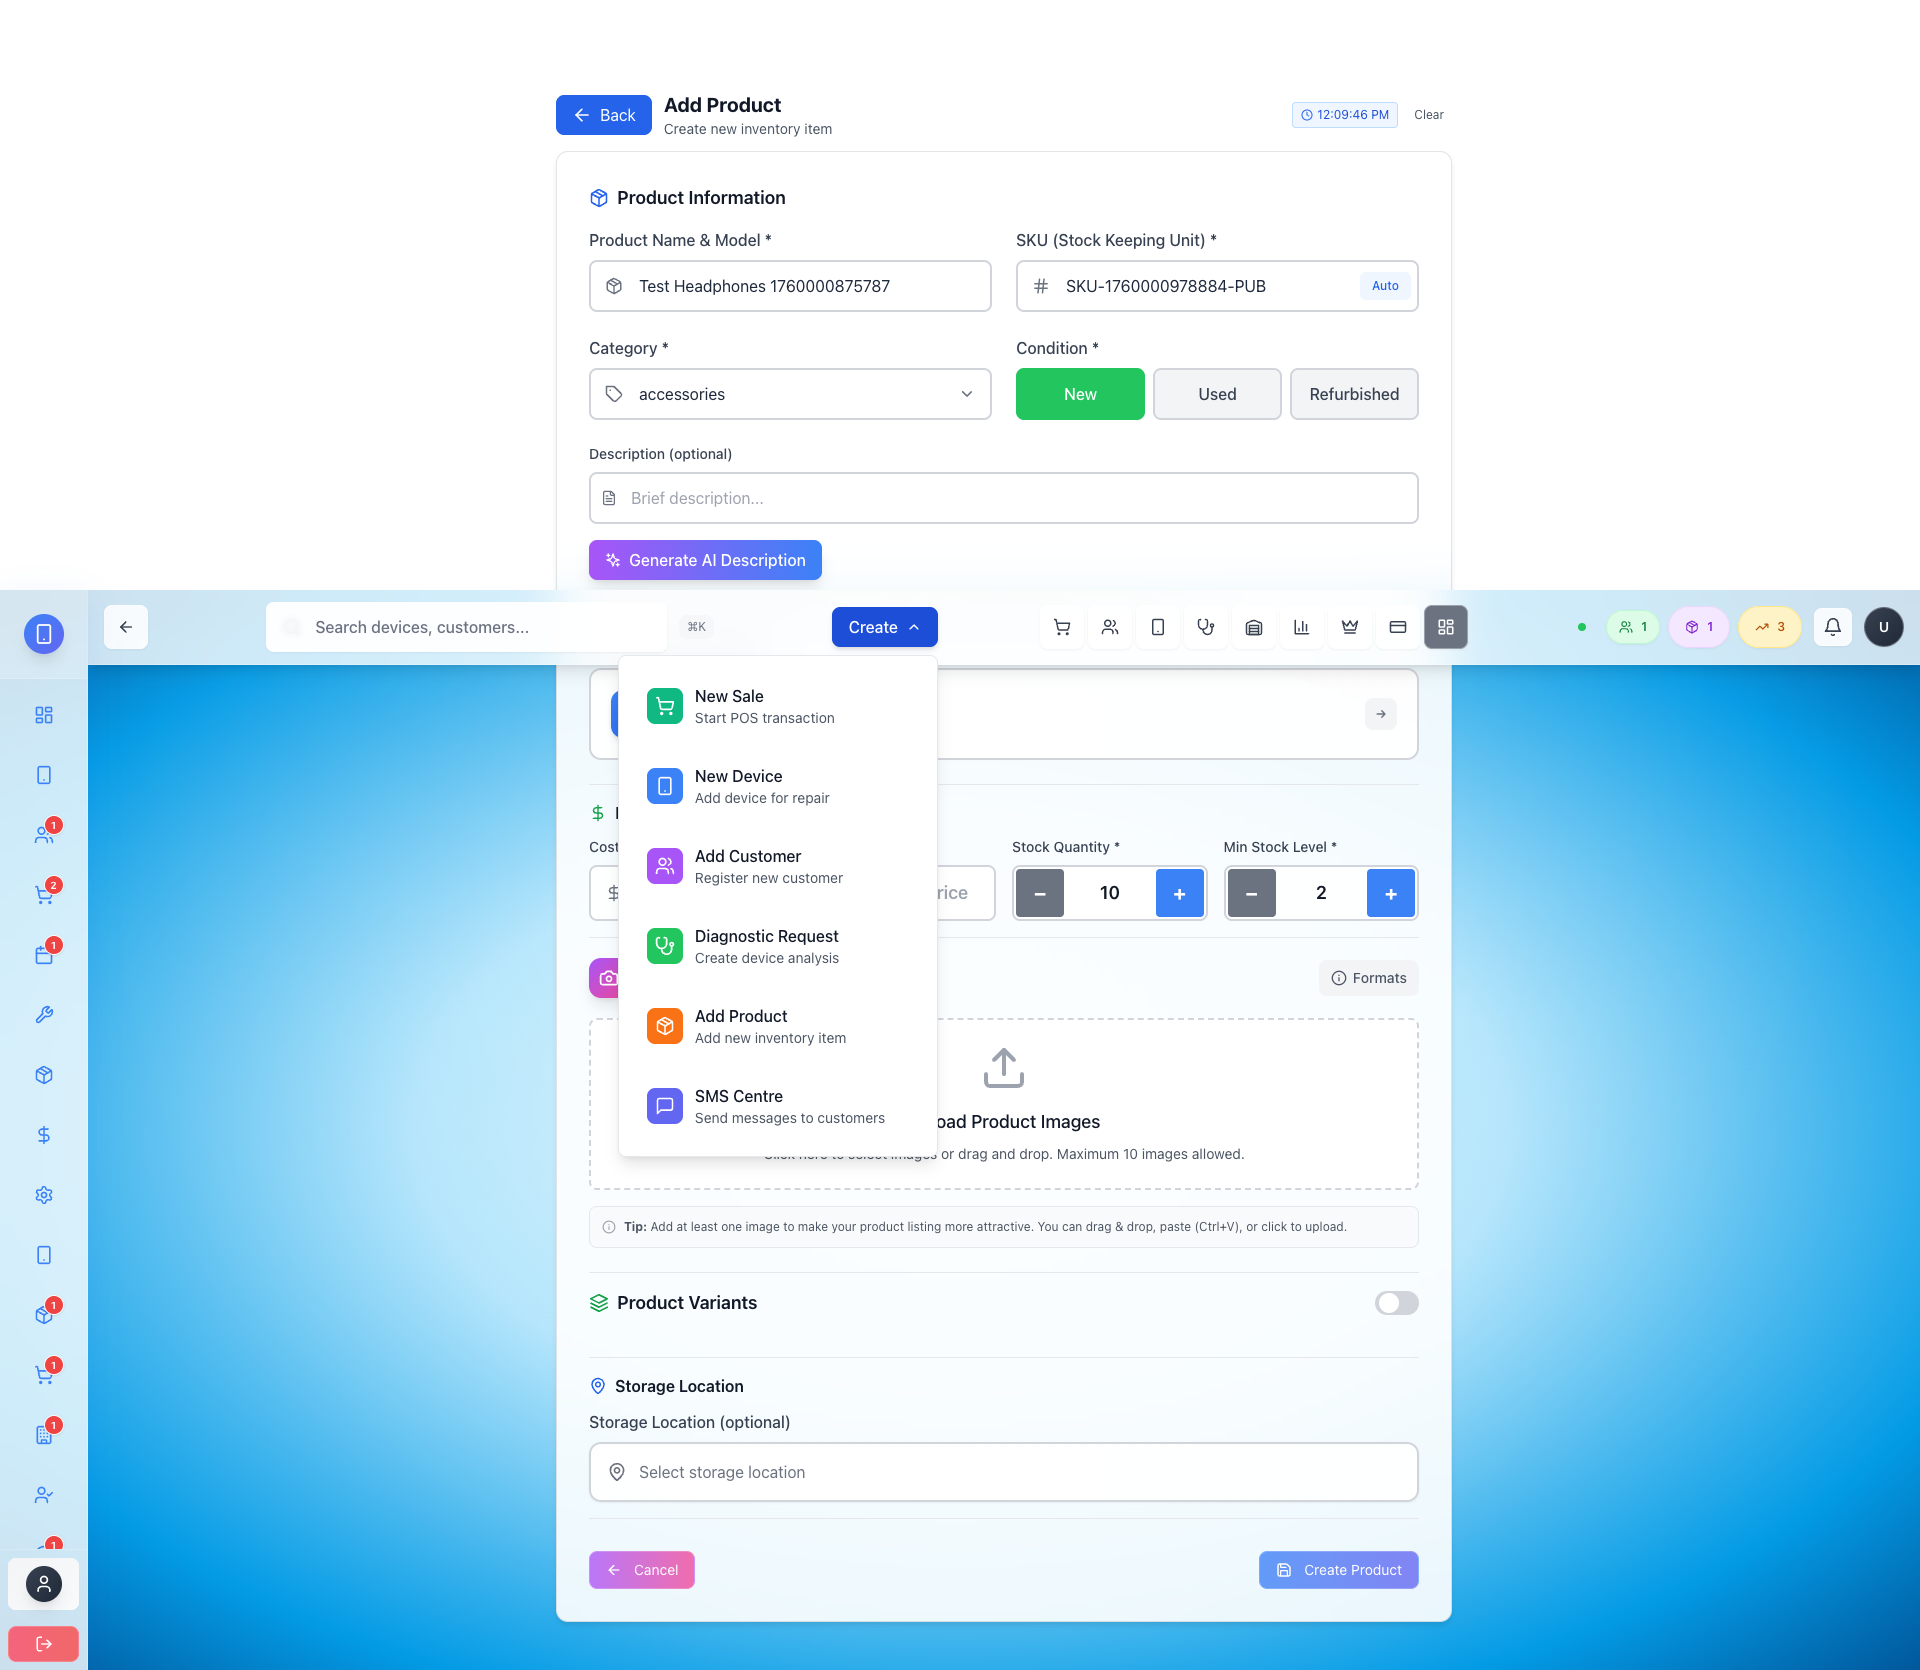 Back
Add Product
Create new inventory item
12:09:46 PM
Clear
Product Information
Product Name & Model *
SKU (Stock Keeping Unit) *
Test Headphones 1760000875787
SKU-1760000978884-PUB
Auto
Category *
Condition *
accessories
New
Used
Refurbished
Description (optional)
Brief description...
Generate AI Description
Search devices, customers...
⌘K
Create
1
1
3
U
New Sale
Start POS transaction
New Device
Add device for repair
Add Customer
Register new customer
Diagnostic Request
Create device analysis
Add Product
Add new inventory item
SMS Centre
Send messages to customers
1
2
1
1
1
1
1
Cost
Stock Quantity *
Min Stock Level *
10
2
Formats
Product Images
or drag and drop. Maximum 10 images allowed.
Tip: Add at least one image to make your product listing more attractive. You can drag & drop, paste (Ctrl+V), or click to upload.
Product Variants
Storage Location
Storage Location (optional)
Select storage location
Cancel
Create Product